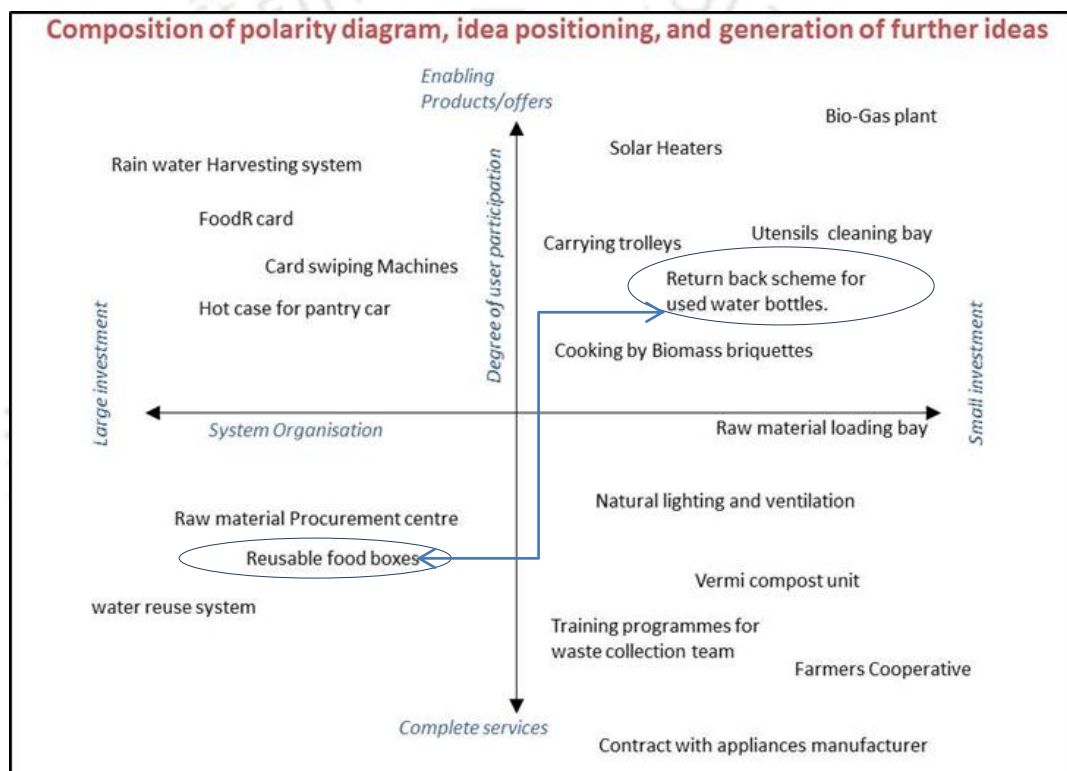 Composition of polarity diagram, idea positioning, and generation of further ideas
Enabling
Products/offers
Bio-Gas plant
Solar Heaters
Rain water Harvesting system
Degree of user participation
FoodR card
Utensils cleaning bay
Carrying trolleys
Card swiping Machines
Return back scheme for
used water bottles.
Hot case for pantry car
Cooking by Biomass briquettes
Large investment
Small investment
System Organisation
Raw material loading bay
Natural lighting and ventilation
Raw material Procurement centre
Reusable food boxes
Vermi compost unit
water reuse system
Training programmes for
waste collection team
Farmers Cooperative
Complete services
Contract with appliances manufacturer